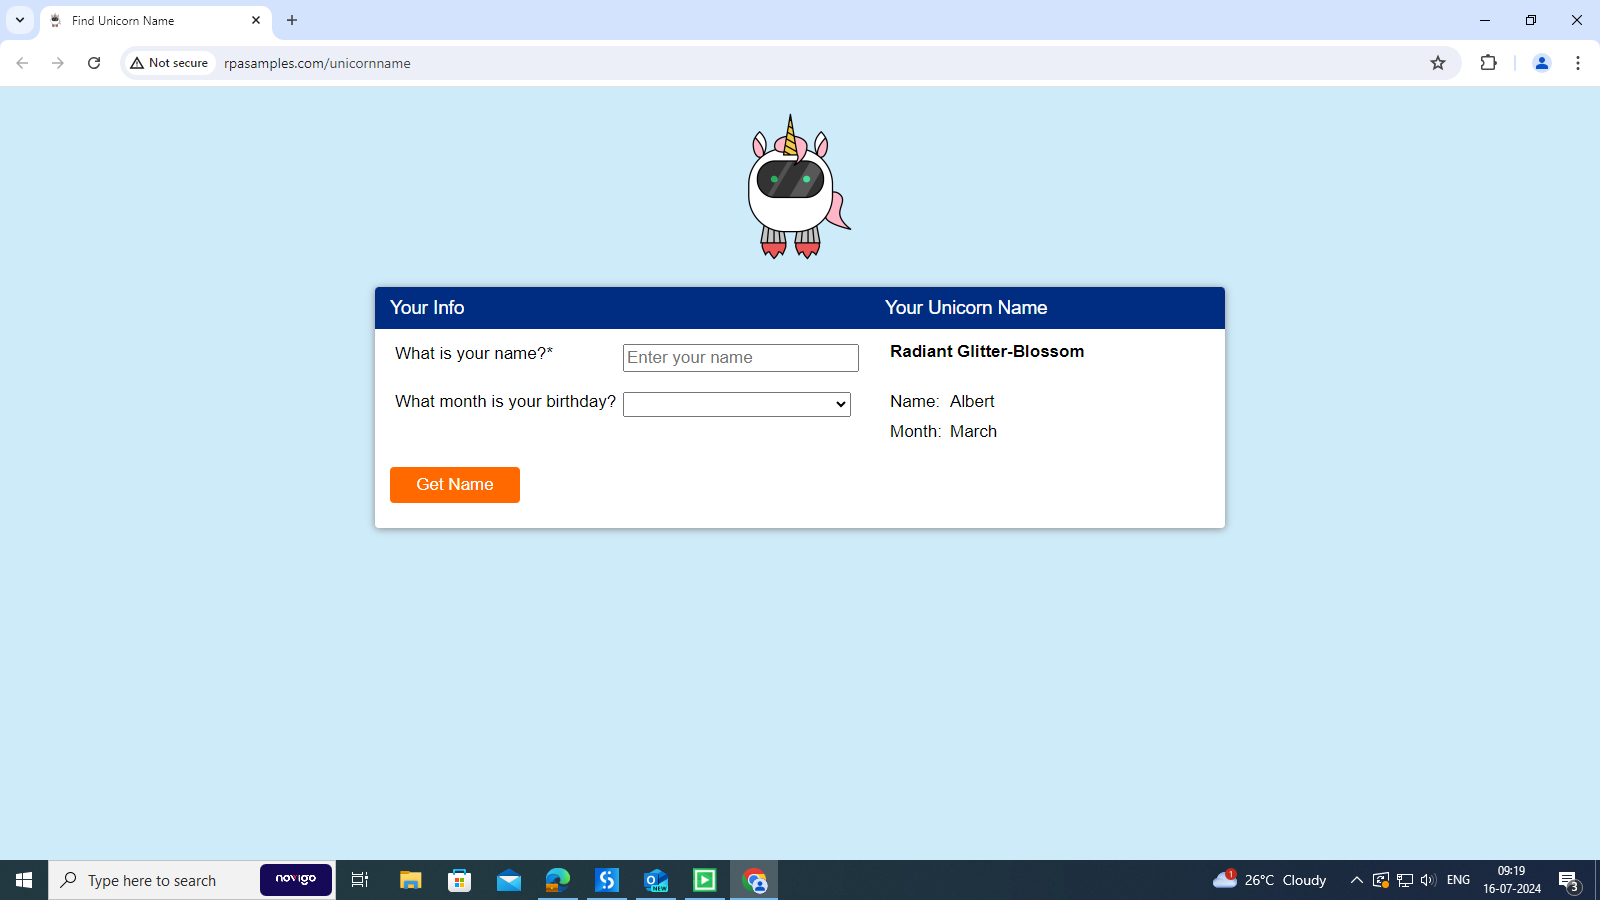 Find Unicorn Name
Not secure
rpasamples.com/unicornname
Your Info
Your Unicorn Name
What is your name?*
Enter your name
Radiant Glitter-Blossom
What month is your birthday?
Name: Albert
Month: March
Get Name
Type here to search
novigo
NEW
1
26°C Cloudy
ENG
09:19
16-07-2024
3